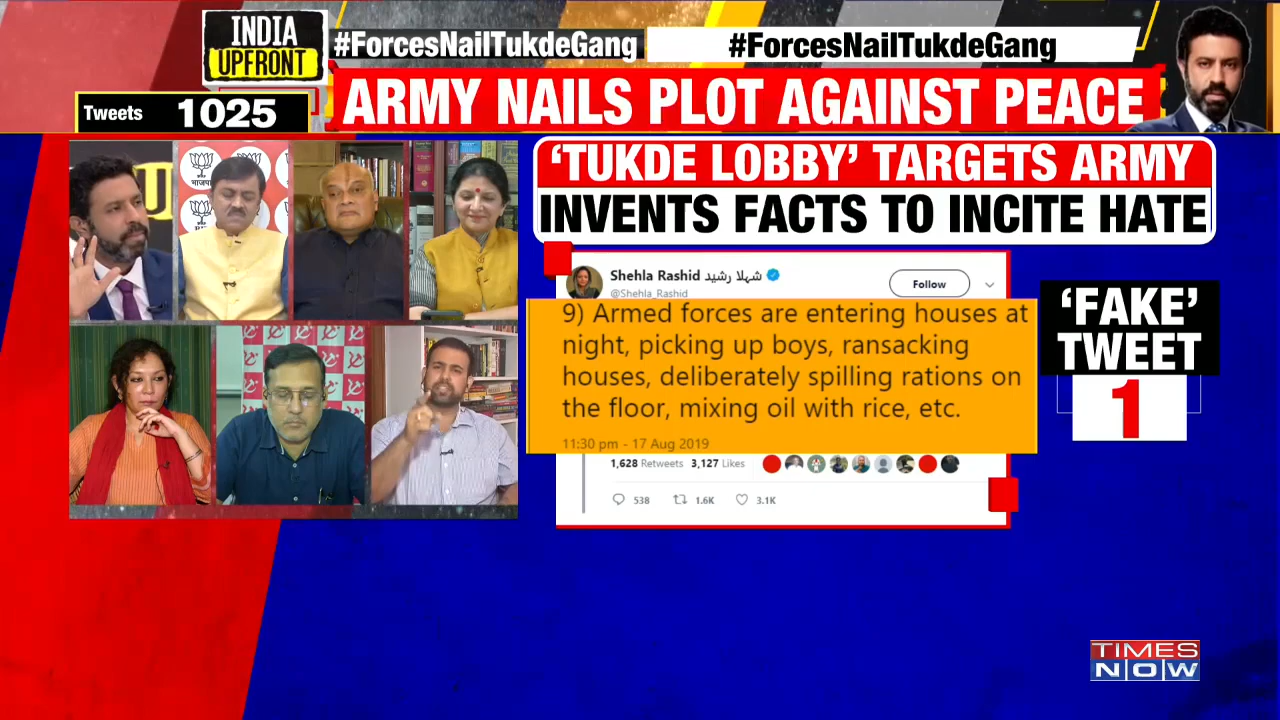 INDIA
UPFRONT
#ForcesNailTukdeGang
#ForcesNailTukdeGang
Tweets 1025
ARMY NAILS PLOT AGAINST PEACE
भाजपा
‘TUKDE LOBBY’ TARGETS ARMY
INVENTS FACTS TO INCITE HATE
Shehla Rashid شہلا رشید
@Shehla_Rashid
Follow
9) Armed forces are entering houses at
night, picking up boys, ransacking
houses, deliberately spilling rations on
the floor, mixing oil with rice, etc.
11:30 pm - 17 Aug 2019
1,628 Retweets 3,127 Likes
538 1.6K 3.1K
‘FAKE’
TWEET
1
TIMES
NOW